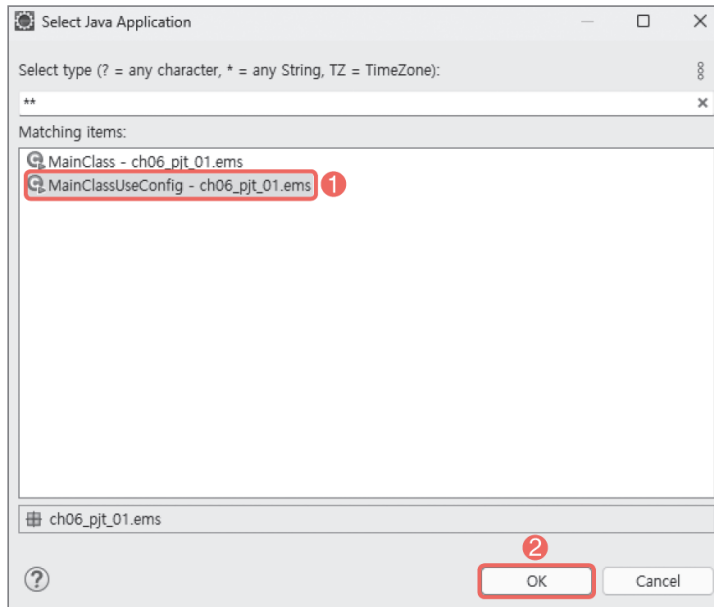 Select Java Application
Select type (? = any character, * = any String, TZ = TimeZone):
**
Matching items:
MainClass - ch06_pjt_01.ems
MainClassUseConfig - ch06_pjt_01.ems 1
ch06_pjt_01.ems
2
? OK Cancel